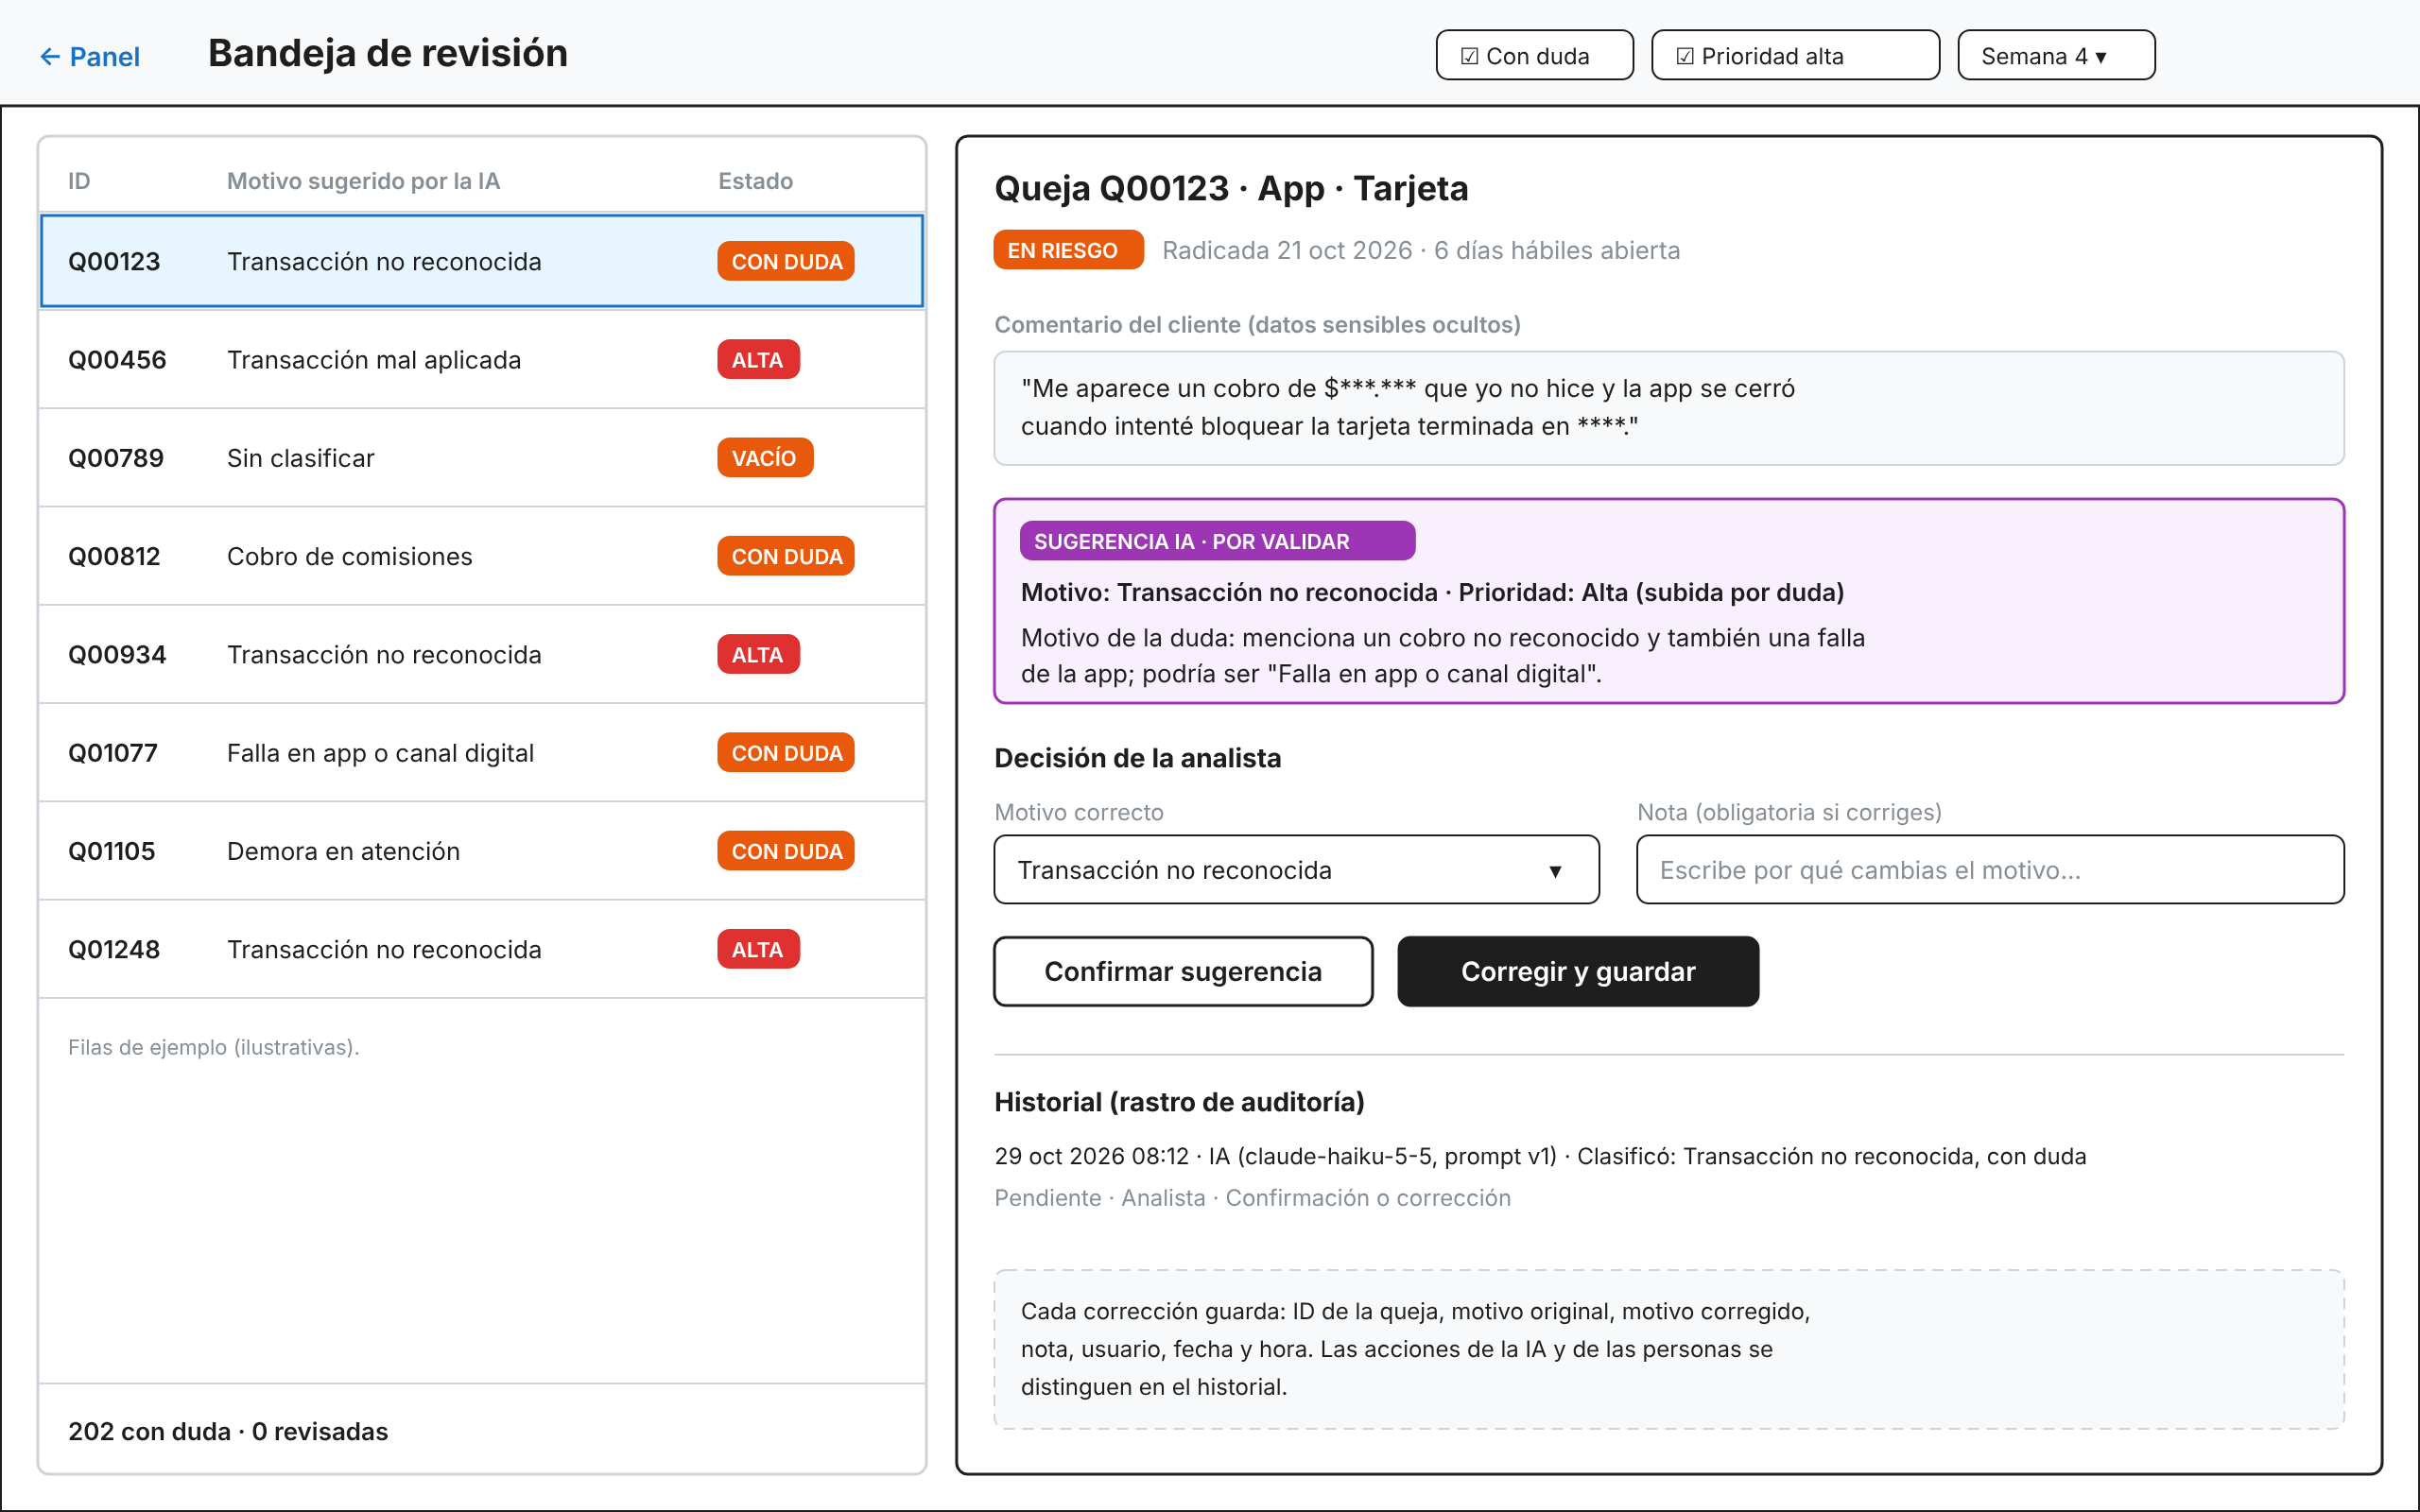 ← Panel
Bandeja de revisión
☑ Con duda
☑ Prioridad alta
Semana 4 ▾
ID Motivo sugerido por la IA Estado
Q00123 Transacción no reconocida CON DUDA
Q00456 Transacción mal aplicada ALTA
Q00789 Sin clasificar VACÍO
Q00812 Cobro de comisiones CON DUDA
Q00934 Transacción no reconocida ALTA
Q01077 Falla en app o canal digital CON DUDA
Q01105 Demora en atención CON DUDA
Q01248 Transacción no reconocida ALTA
Filas de ejemplo (ilustrativas).
202 con duda · 0 revisadas
Queja Q00123 · App · Tarjeta
EN RIESGO Radicada 21 oct 2026 · 6 días hábiles abierta
Comentario del cliente (datos sensibles ocultos)
"Me aparece un cobro de $***.*** que yo no hice y la app se cerró
cuando intenté bloquear la tarjeta terminada en ****."
SUGERENCIA IA · POR VALIDAR
Motivo: Transacción no reconocida · Prioridad: Alta (subida por duda)
Motivo de la duda: menciona un cobro no reconocido y también una falla
de la app; podría ser "Falla en app o canal digital".
Decisión de la analista
Motivo correcto
Transacción no reconocida ▾
Nota (obligatoria si corriges)
Escribe por qué cambias el motivo...
Confirmar sugerencia
Corregir y guardar
Historial (rastro de auditoría)
29 oct 2026 08:12 · IA (claude-haiku-5-5, prompt v1) · Clasificó: Transacción no reconocida, con duda
Pendiente · Analista · Confirmación o corrección
Cada corrección guarda: ID de la queja, motivo original, motivo corregido,
nota, usuario, fecha y hora. Las acciones de la IA y de las personas se
distinguen en el historial.